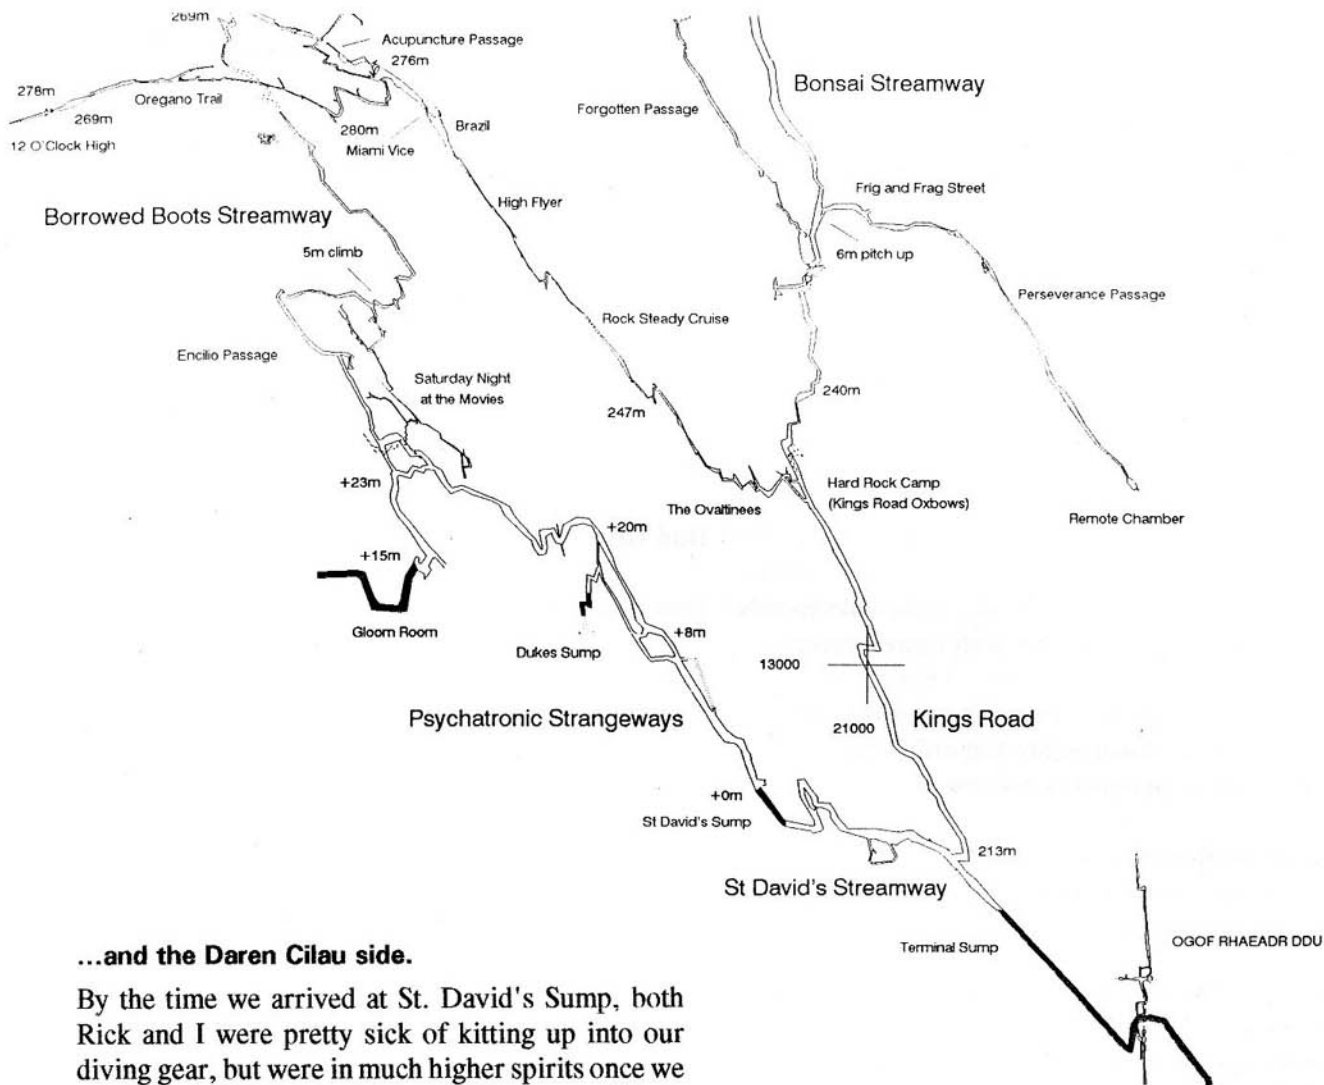 269m
Acupuncture Passage
276m
Bonsai Streamway
278m
Oregano Trail
Forgotten Passage
269m
280m
Brazil
12 O'Clock High
Miami Vice
Frig and Frag Street
High Flyer
Borrowed Boots Streamway
5m climb
6m pitch up
Perseverance Passage
Rock Steady Cruise
Encilio Passage
Saturday Night
at the Movies
240m
247m
+23m
Hard Rock Camp
(Kings Road Oxbows)
The Ovaltinees
Remote Chamber
+20m
+15m
Gloom Room
Dukes Sump
+8m
13000
Psychatronic Strangeways
21000
Kings Road
+0m
St David's Sump
213m
St David's Streamway
Terminal Sump
OGOF RHAEADR DDU
...and the Daren Cilau side.
By the time we arrived at St. David's Sump, both
Rick and I were pretty sick of kitting up into our
diving gear, but were in much higher spirits once we